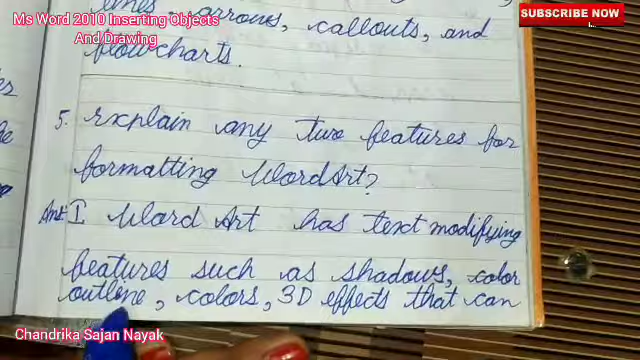 lines, arrows, callouts, and
flowcharts.
5. Explain any two features for
formatting WordArt?
Ans: I Word Art has text modifying
features such as shadows, color
outline, colors, 3D effects that can
Ms Word 2010 Inserting Objects
And Drawing
SUBSCRIBE NOW
Chandrika Sajan Nayak